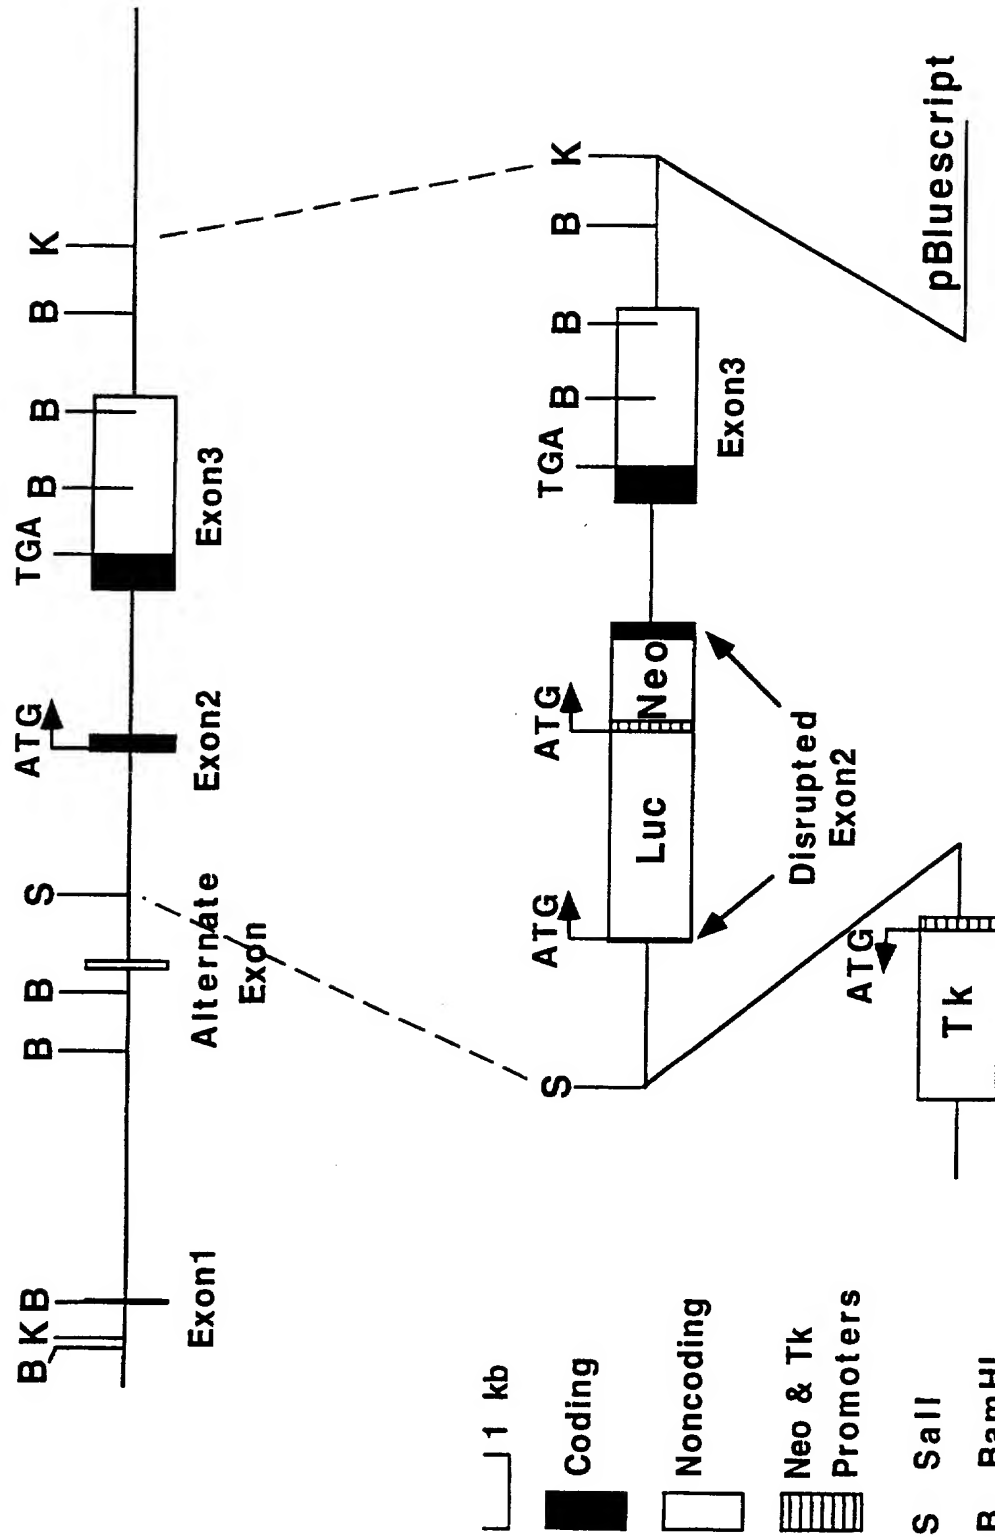 B K B B B S ATG TGA B B B K
Exon1
Alternate
Exon
Exon2
Exon3
S ATG ATG TGA B B B K
Luc
Neo
Exon3
Disrupted
Exon2
ATG
Tk
pBluescript
1 kb
Coding
Noncoding
Neo & Tk
Promoters
S SalI
B BamHI